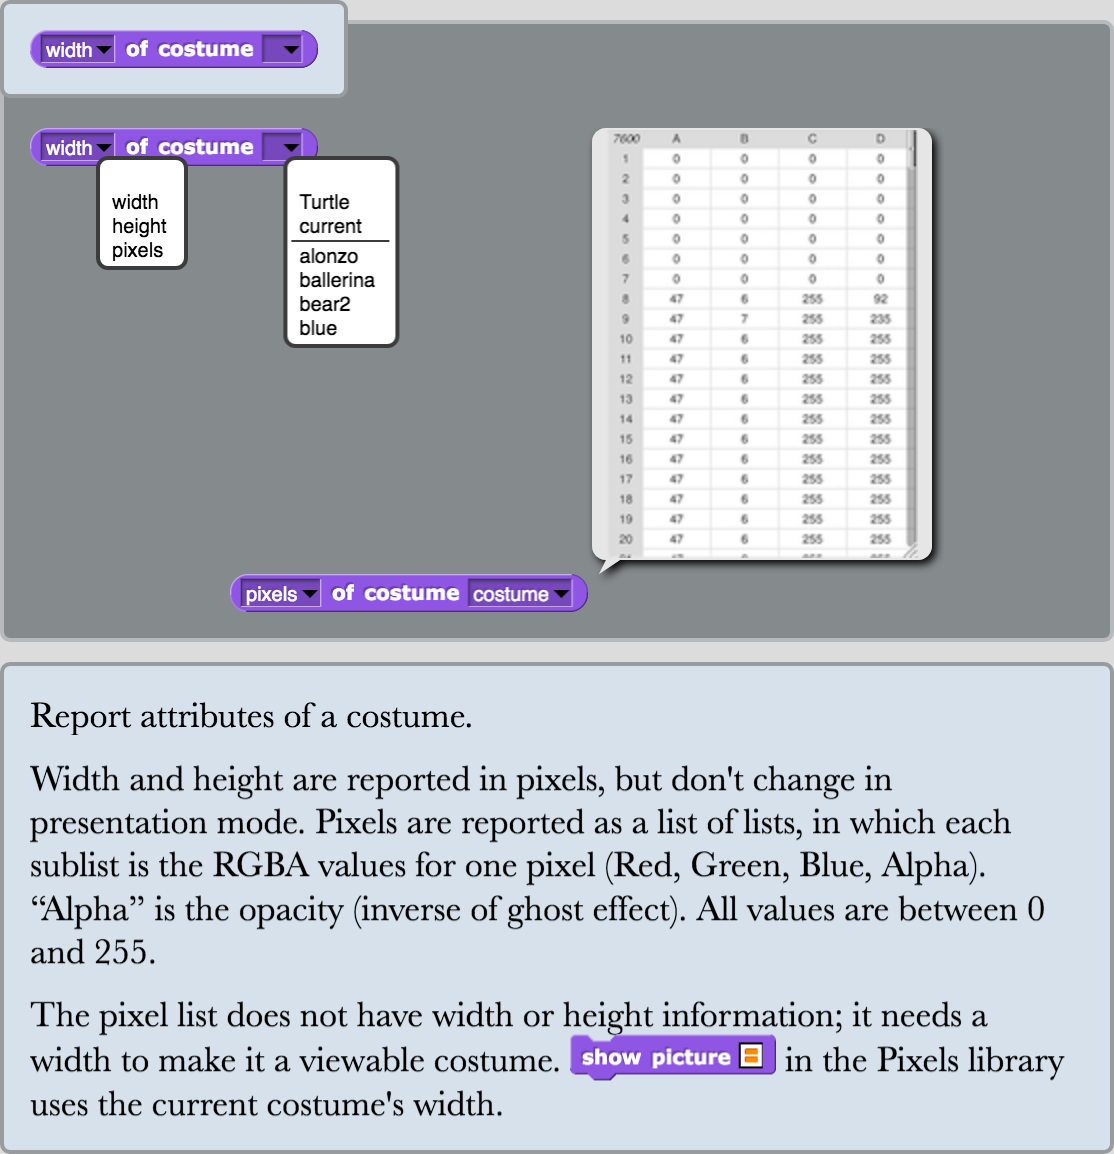 width of costume
width of costume
width
height
pixels
Turtle
current
alonzo
ballerina
bear2
blue
7600 A B C D
1 0 0 0 0
2 0 0 0 0
3 0 0 0 0
4 0 0 0 0
5 0 0 0 0
6 0 0 0 0
7 0 0 0 0
8 47 6 255 92
9 47 7 255 235
10 47 6 255 255
11 47 6 255 255
12 47 6 255 255
13 47 6 255 255
14 47 6 255 255
15 47 6 255 255
16 47 6 255 255
17 47 6 255 255
18 47 6 255 255
19 47 6 255 255
20 47 6 255 255
pixels of costume costume
Report attributes of a costume.
Width and height are reported in pixels, but don't change in
presentation mode. Pixels are reported as a list of lists, in which each
sublist is the RGBA values for one pixel (Red, Green, Blue, Alpha).
“Alpha” is the opacity (inverse of ghost effect). All values are between 0
and 255.
The pixel list does not have width or height information; it needs a
width to make it a viewable costume. show picture in the Pixels library
uses the current costume's width.